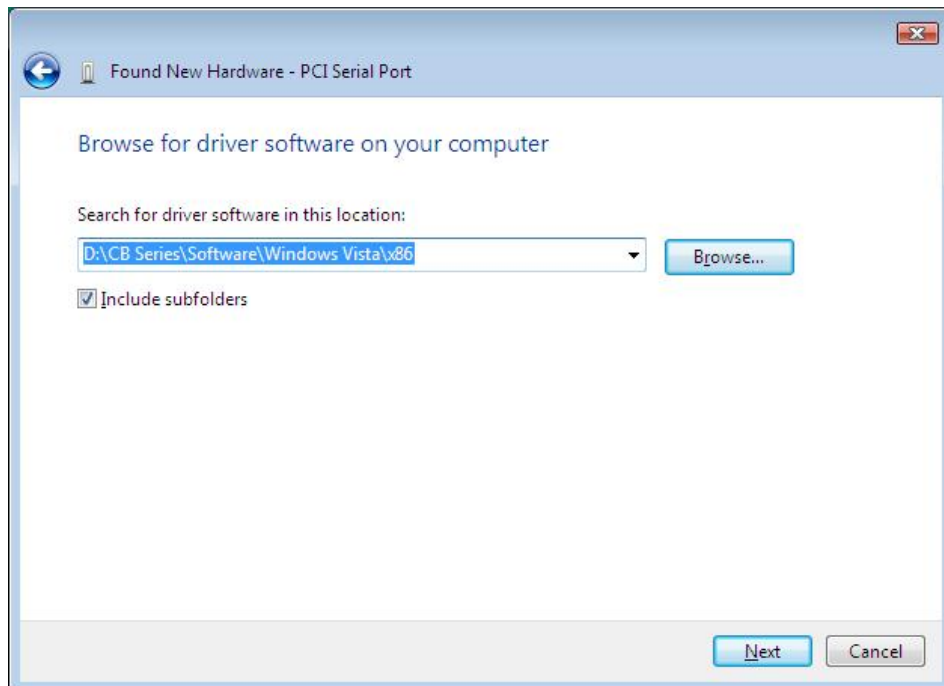 Found New Hardware - PCI Serial Port
Browse for driver software on your computer
Search for driver software in this location:
D:\CB Series\Software\Windows Vista\x86
Browse...
Include subfolders
Next
Cancel